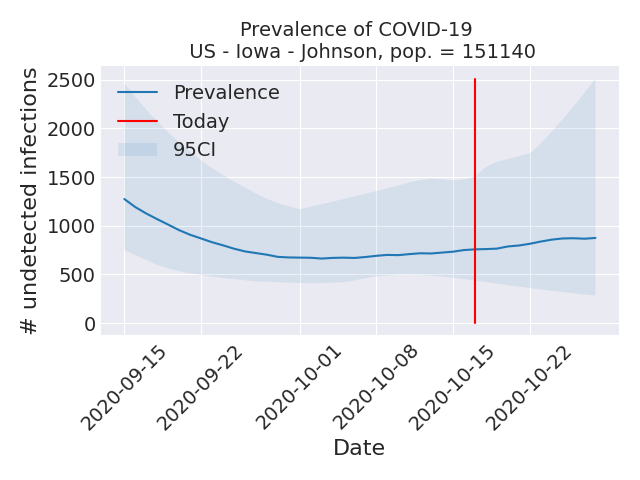 Prevalence of COVID-19
US - Iowa - Johnson, pop. = 151140
# undetected infections
2500
2000
1500
1000
500
0
Prevalence
Today
95CI
2020-09-15
2020-09-22
2020-10-01
2020-10-08
2020-10-15
2020-10-22
Date